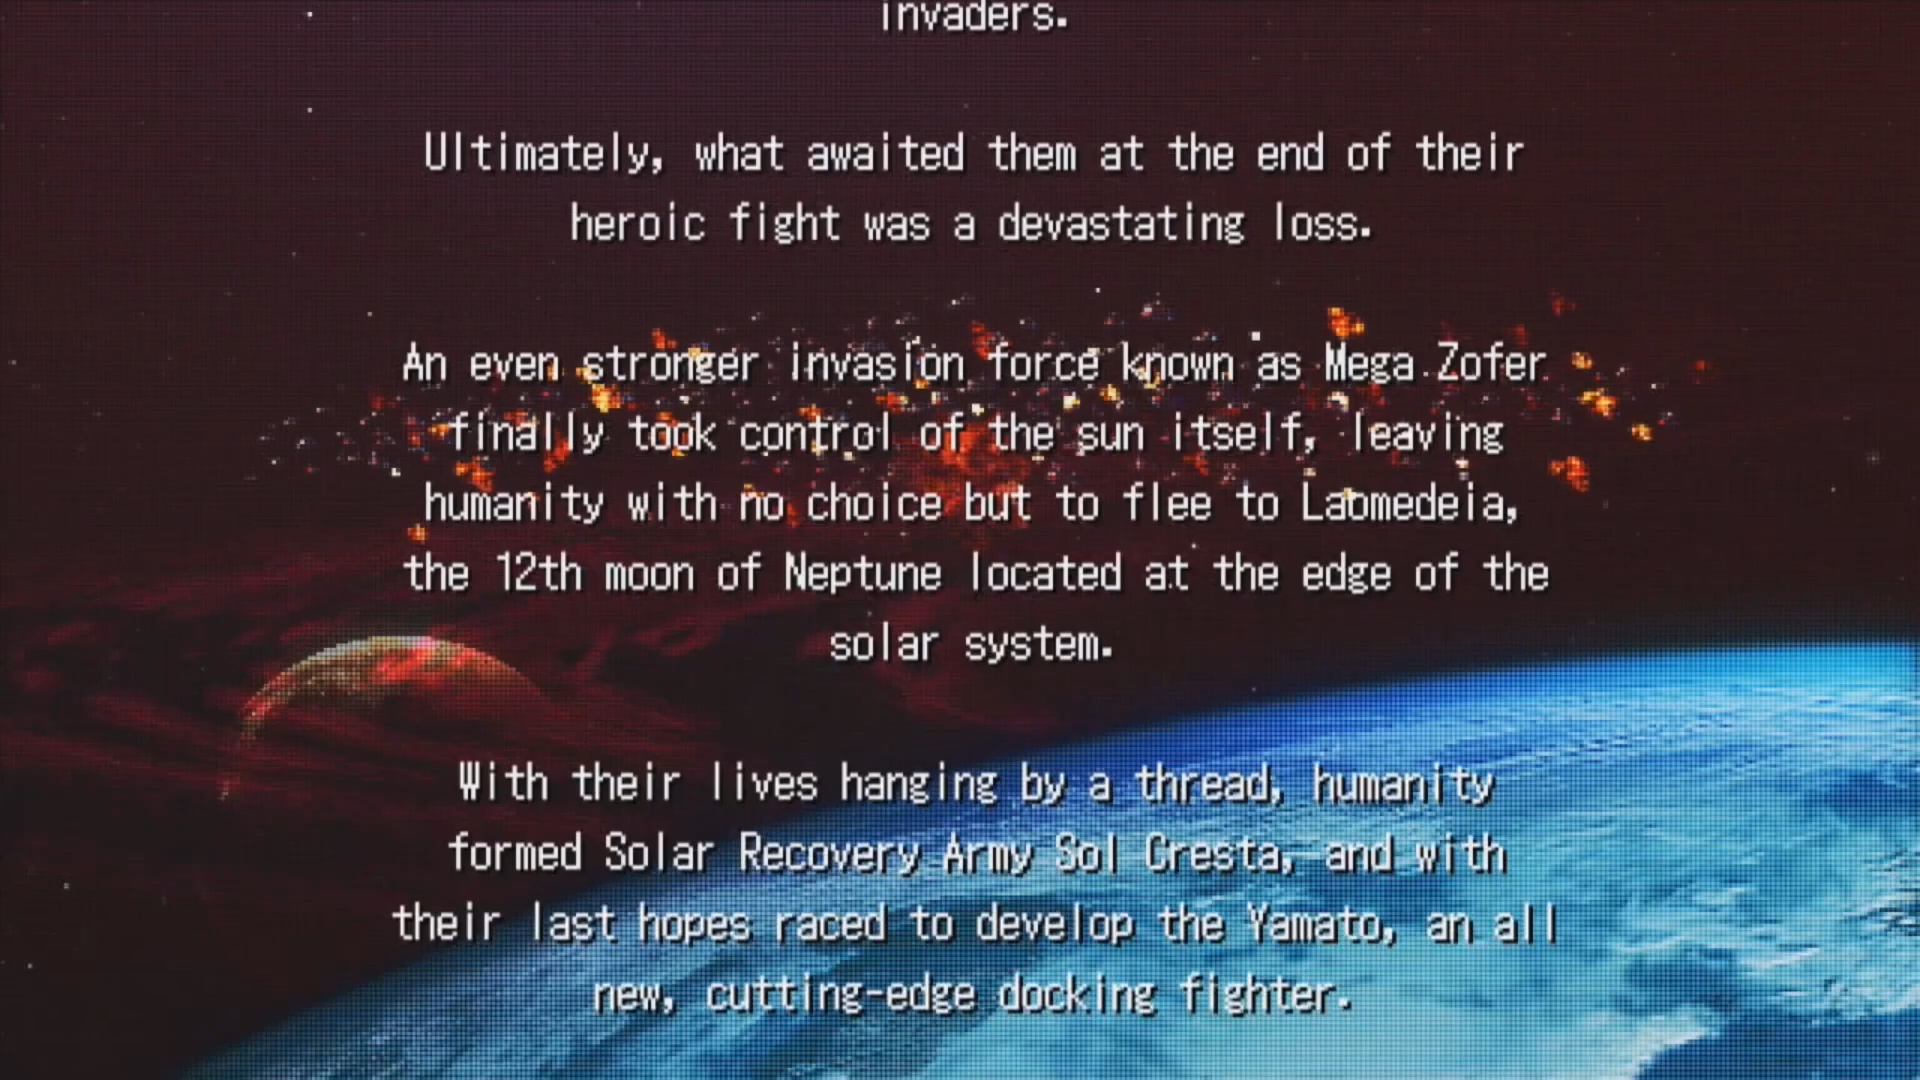 invaders.
Ultimately, what awaited them at the end of their
heroic fight was a devastating loss.
An even stronger invasion force known as Mega Zofer
finally took control of the sun itself, leaving
humanity with no choice but to flee to Laomedeia,
the 12th moon of Neptune located at the edge of the
solar system.
With their lives hanging by a thread, humanity
formed Solar Recovery Army Sol Cresta, and with
their last hopes raced to develop the Yamato, an all
new, cutting-edge docking fighter.